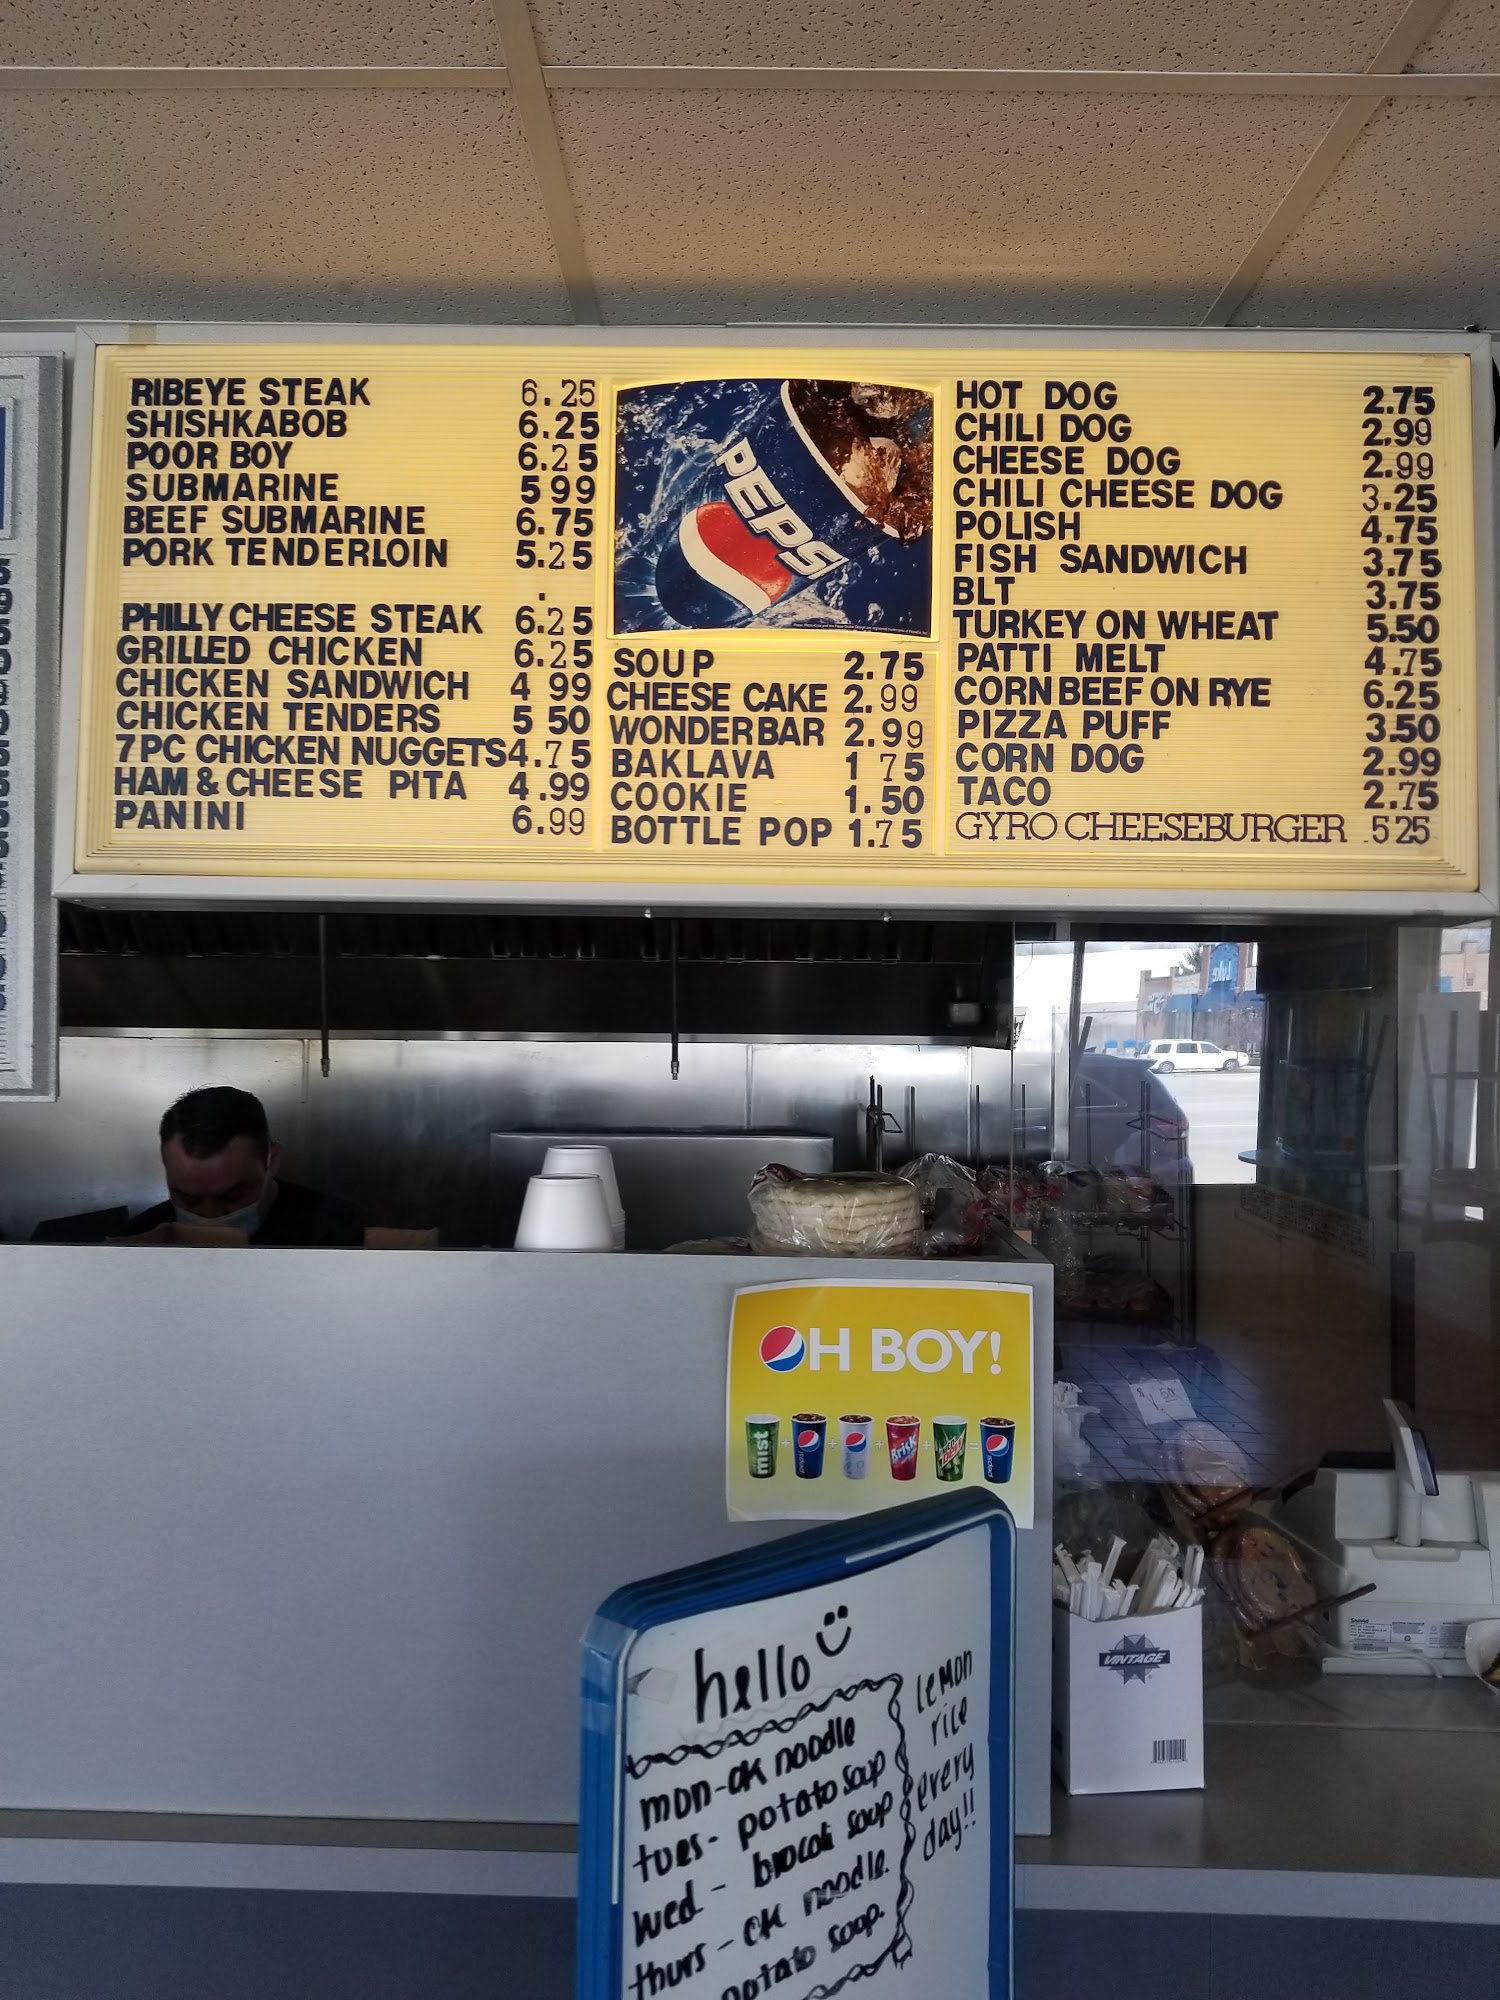 RIBEYE STEAK 6.25
SHISHKABOB 6.25
POOR BOY 6.25
SUBMARINE 5 99
BEEF SUBMARINE 6.75
PORK TENDERLOIN 5.25
.
PHILLY CHEESE STEAK 6.25
GRILLED CHICKEN 6.25
CHICKEN SANDWICH 4 99
CHICKEN TENDERS 5 50
7PC CHICKEN NUGGETS 4.75
HAM & CHEESE PITA 4.99
PANINI 6.99
PEPSI
SOUP 2.75
CHEESE CAKE 2.99
WONDERBAR 2.99
BAKLAVA 1 75
COOKIE 1.50
BOTTLE POP 1.75
HOT DOG 2.75
CHILI DOG 2.99
CHEESE DOG 2.99
CHILI CHEESE DOG 3.25
POLISH 4.75
FISH SANDWICH 3.75
BLT 3.75
TURKEY ON WHEAT 5.50
PATTI MELT 4.75
CORN BEEF ON RYE 6.25
PIZZA PUFF 3.50
CORN DOG 2.99
TACO 2.75
GYRO CHEESEBURGER .5 25
OH BOY!
mist + pepsi + + Brisk + = pepsi
VINTAGE
hello
mon-ck noodle
tues- potato soup
wed - brocoli soup
thurs - ck noodle.
potato soup.
Lemon
rice
every
day!!